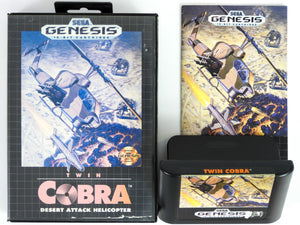 SEGA
GENESIS
16-BIT CARTRIDGE
TWIN
COBRA
DESERT ATTACK HELICOPTER
SEGA
GENESIS
TWIN COBRA
GENESIS